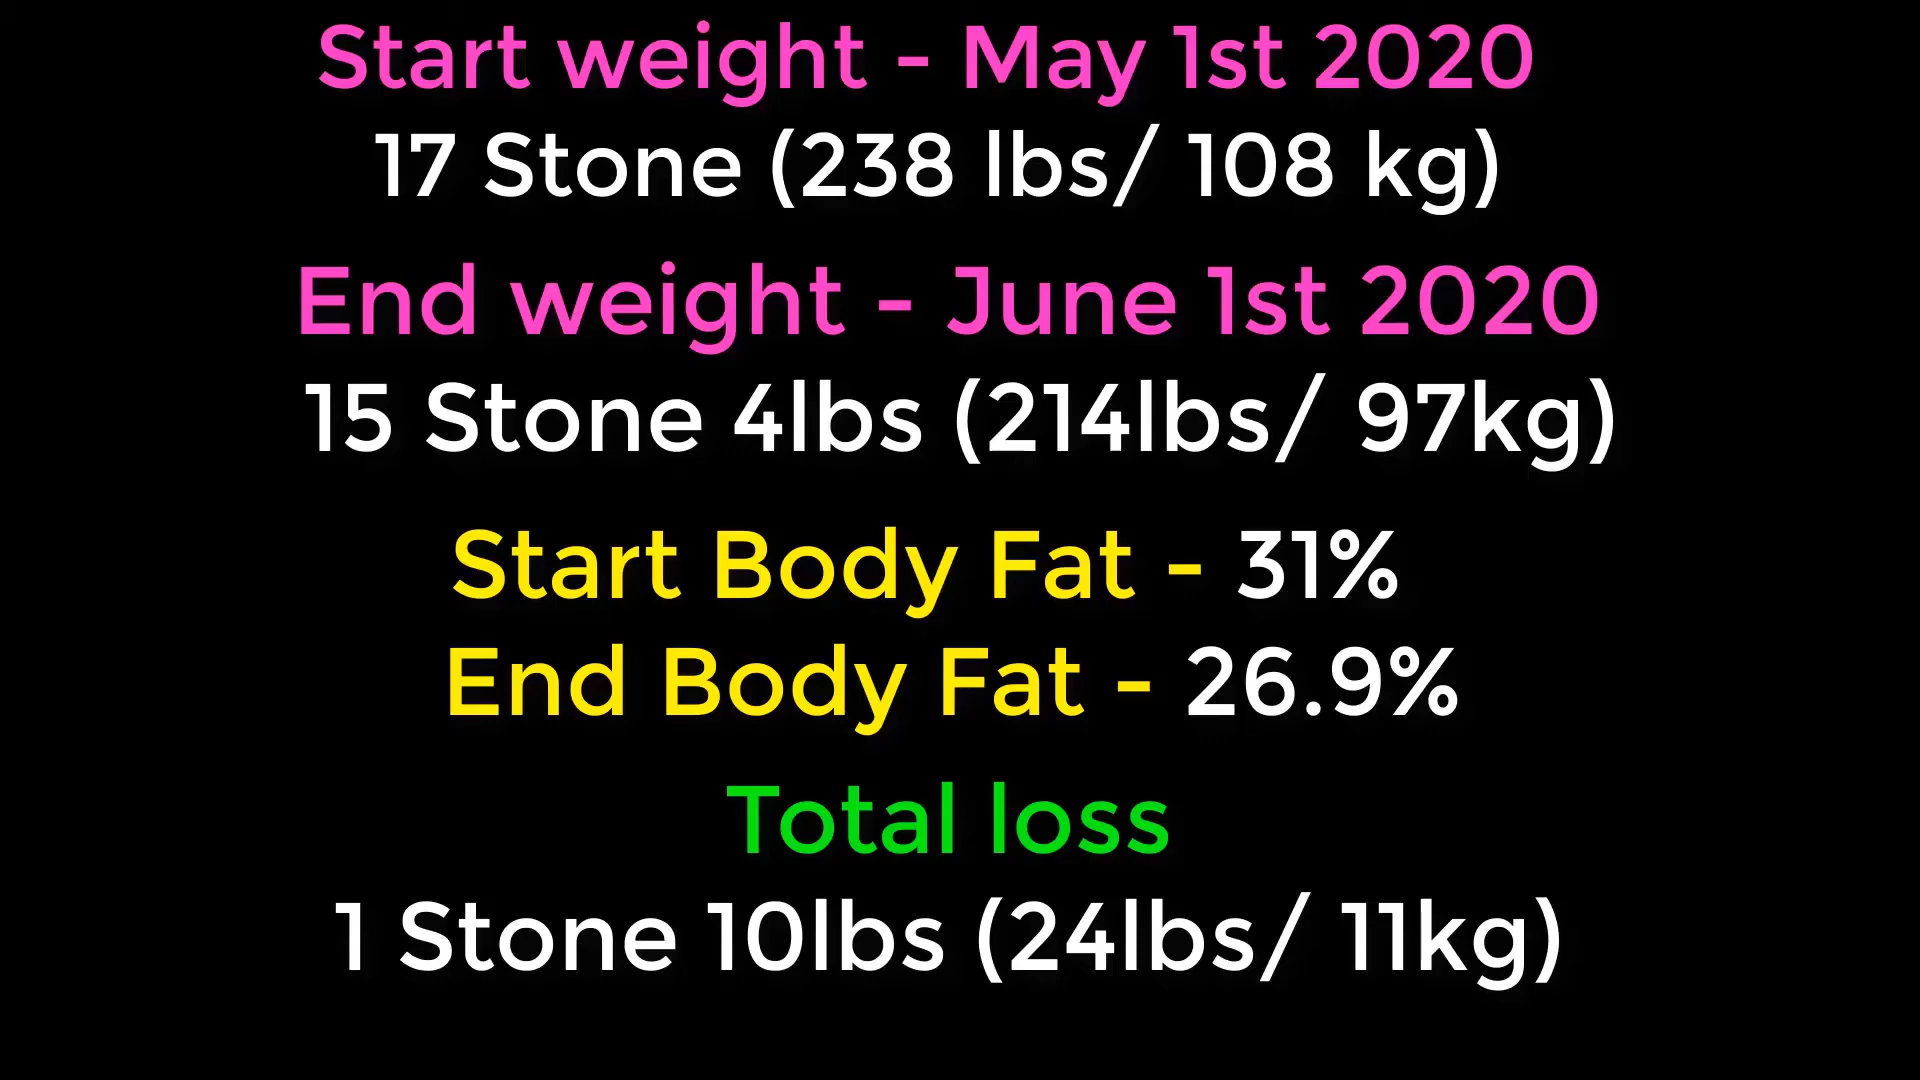 Start weight - May 1st 2020
17 Stone (238 lbs/ 108 kg)
End weight - June 1st 2020
15 Stone 4lbs (214lbs/ 97kg)
Start Body Fat - 31%
End Body Fat - 26.9%
Total loss
1 Stone 10lbs (24lbs/ 11kg)